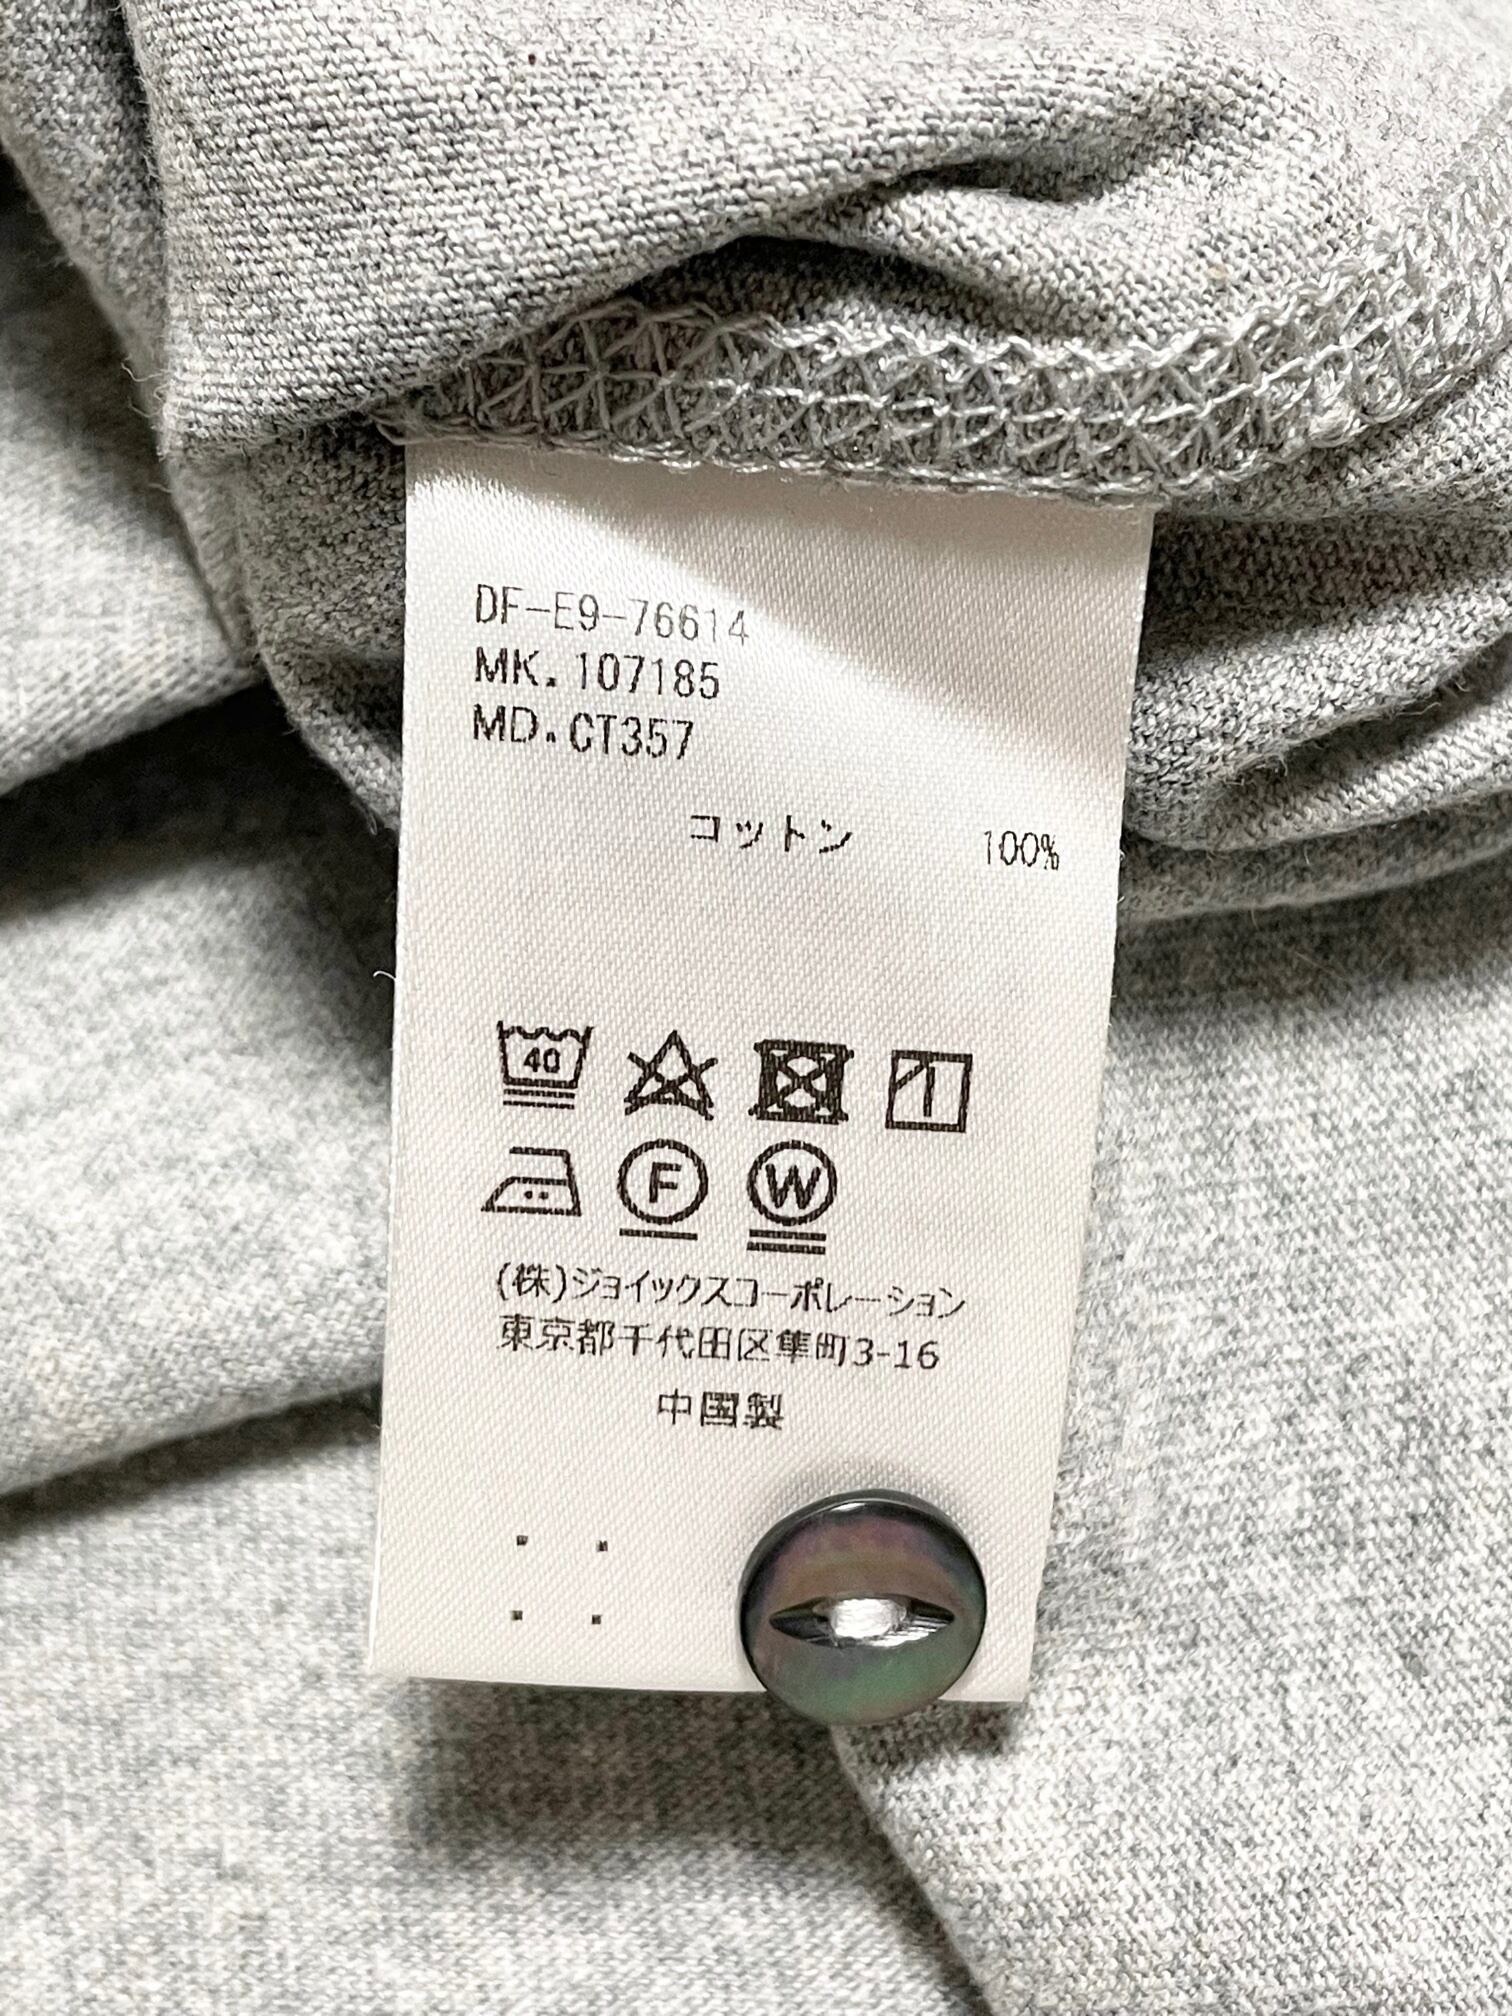 DF-E9-76614
MK. 107185
MD. CT357
コットン 100%
40
F W
(株)ジョイックスコーポレーション
東京都千代田区隼町3-16
中国製